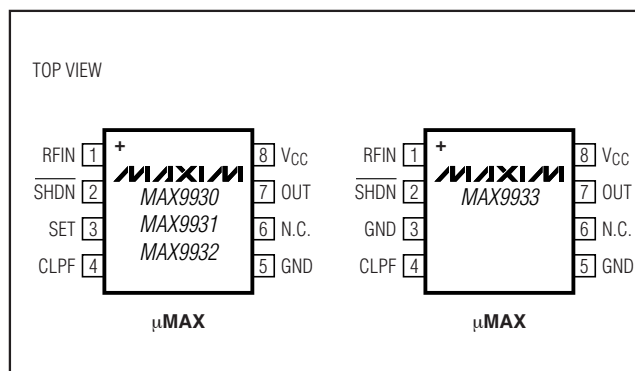 TOP VIEW
RFIN 1
SHDN 2
SET 3
CLPF 4
+
MAXIM
MAX9930
MAX9931
MAX9932
8 VCC
7 OUT
6 N.C.
5 GND
µMAX
RFIN 1
SHDN 2
GND 3
CLPF 4
+
MAXIM
MAX9933
8 VCC
7 OUT
6 N.C.
5 GND
µMAX